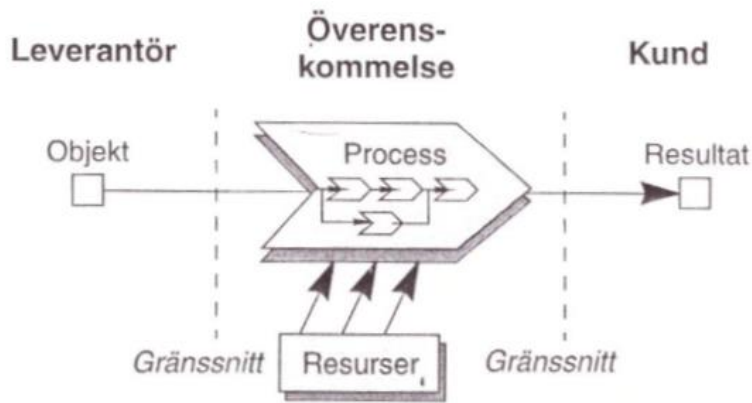 Leverantör
Överens-
kommelse
Kund
Objekt
Process
Resultat
Gränssnitt
Resurser
Gränssnitt